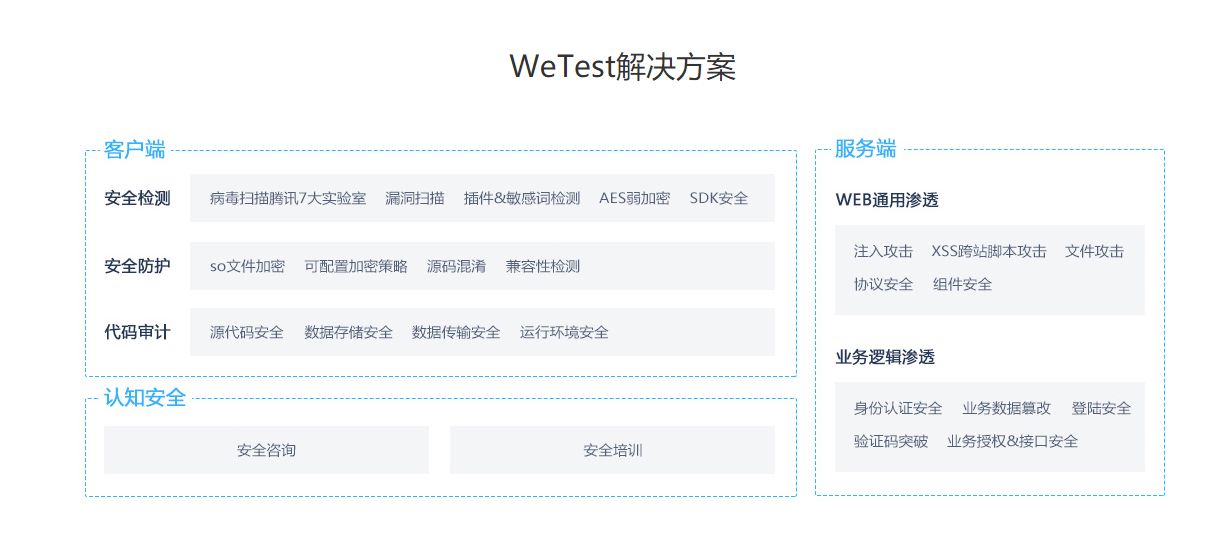 WeTest解决方案
客户端
安全检测 病毒扫描腾讯7大实验室 漏洞扫描 插件&敏感词检测 AES弱加密 SDK安全
安全防护 so文件加密 可配置加密策略 源码混淆 兼容性检测
代码审计 源代码安全 数据存储安全 数据传输安全 运行环境安全
认知安全
安全咨询 安全培训
服务端
WEB通用渗透
注入攻击 XSS跨站脚本攻击 文件攻击
协议安全 组件安全
业务逻辑渗透
身份认证安全 业务数据篡改 登陆安全
验证码突破 业务授权&接口安全